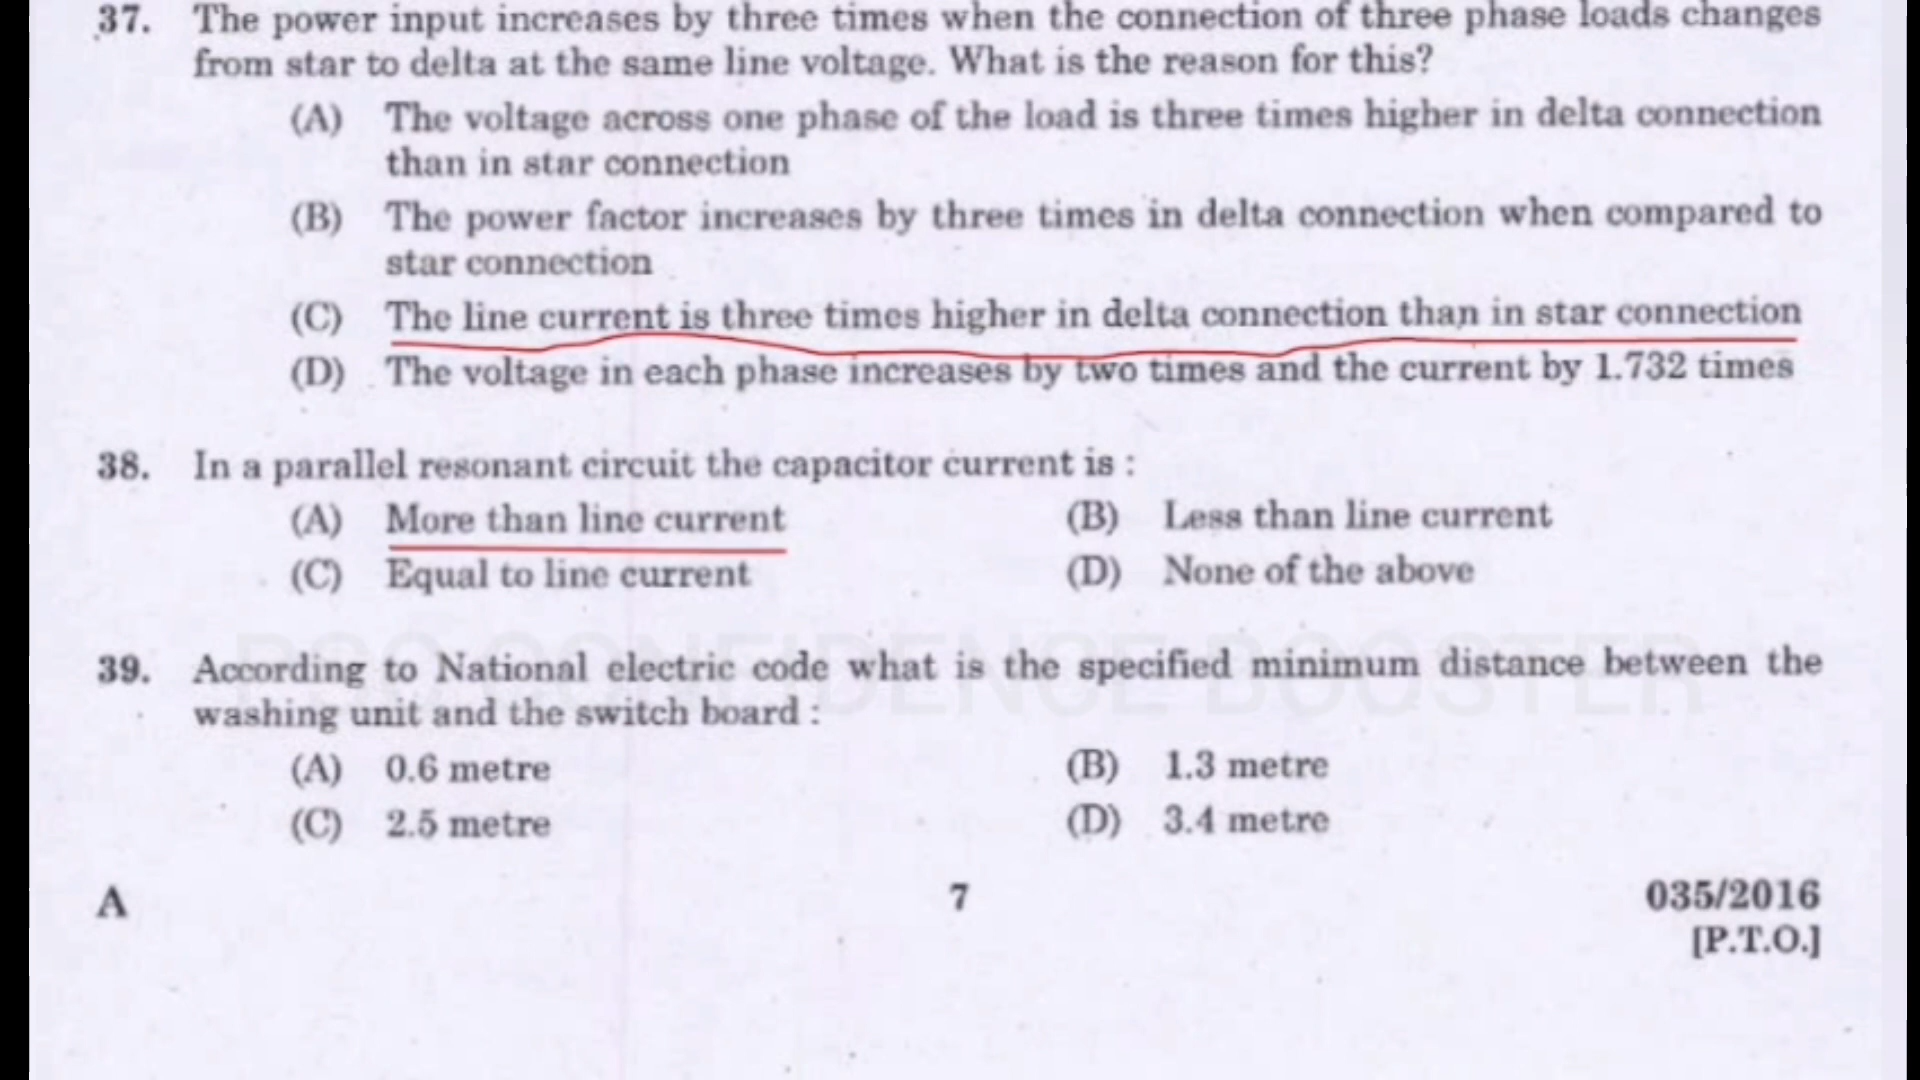 37. The power input increases by three times when the connection of three phase loads changes
from star to delta at the same line voltage. What is the reason for this?
(A) The voltage across one phase of the load is three times higher in delta connection
than in star connection
(B) The power factor increases by three times in delta connection when compared to
star connection
(C) The line current is three times higher in delta connection than in star connection
(D) The voltage in each phase increases by two times and the current by 1.732 times
38. In a parallel resonant circuit the capacitor current is :
(A) More than line current (B) Less than line current
(C) Equal to line current (D) None of the above
PSC CONFIDENCE BOOSTER
39. According to National electric code what is the specified minimum distance between the
washing unit and the switch board :
(A) 0.6 metre (B) 1.3 metre
(C) 2.5 metre (D) 3.4 metre
A 7 035/2016
[P.T.O.]